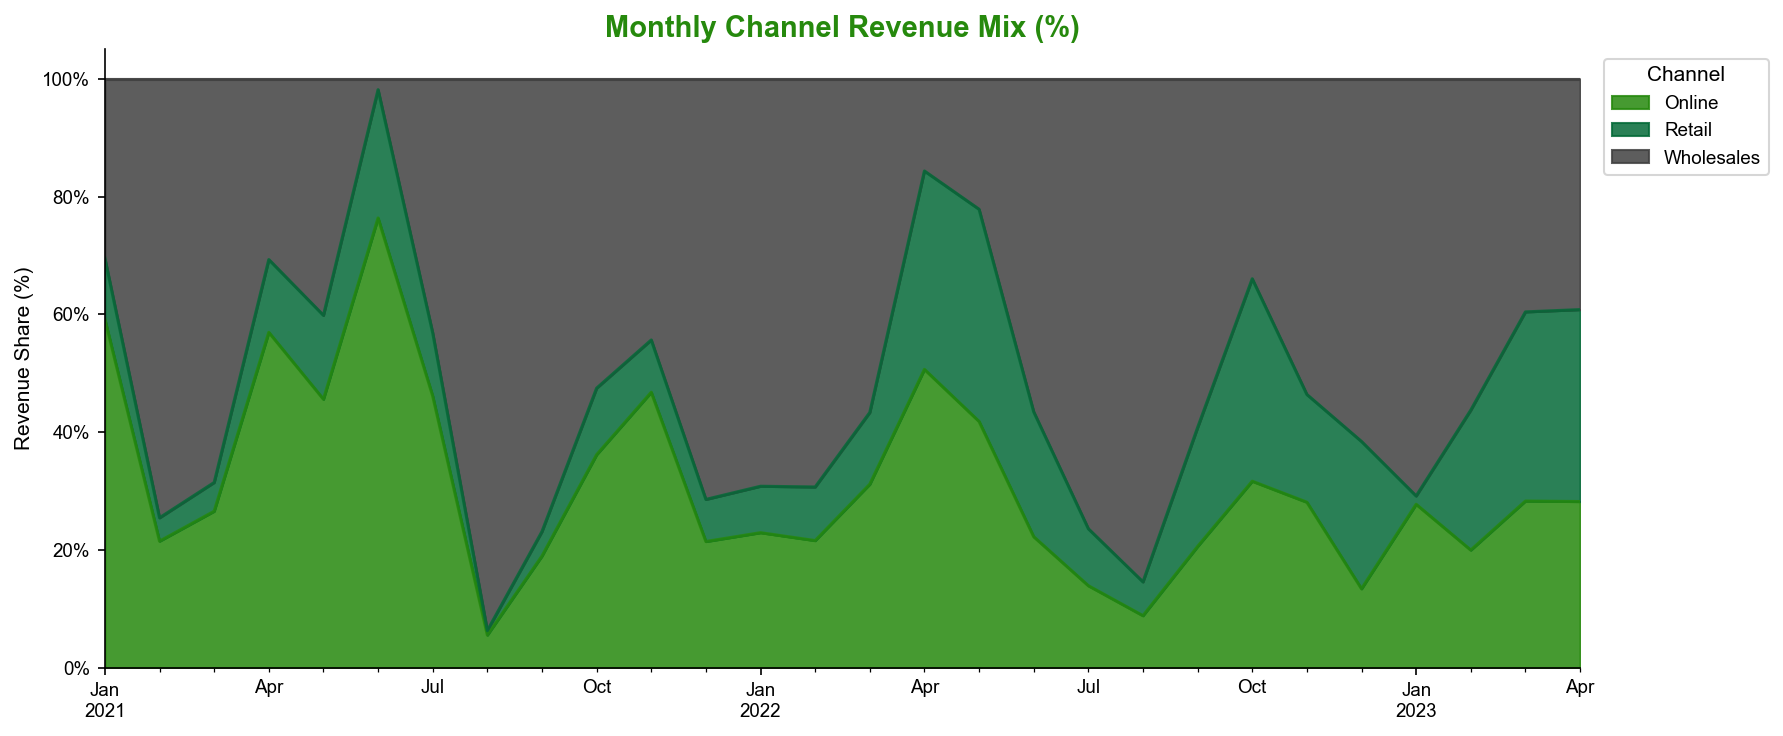 Monthly Channel Revenue Mix (%)
Channel
Online
Retail
Wholesales
Revenue Share (%)
100%
80%
60%
40%
20%
0%
Jan Apr Jul Oct Jan Apr Jul Oct Jan Apr
2021 2022 2023